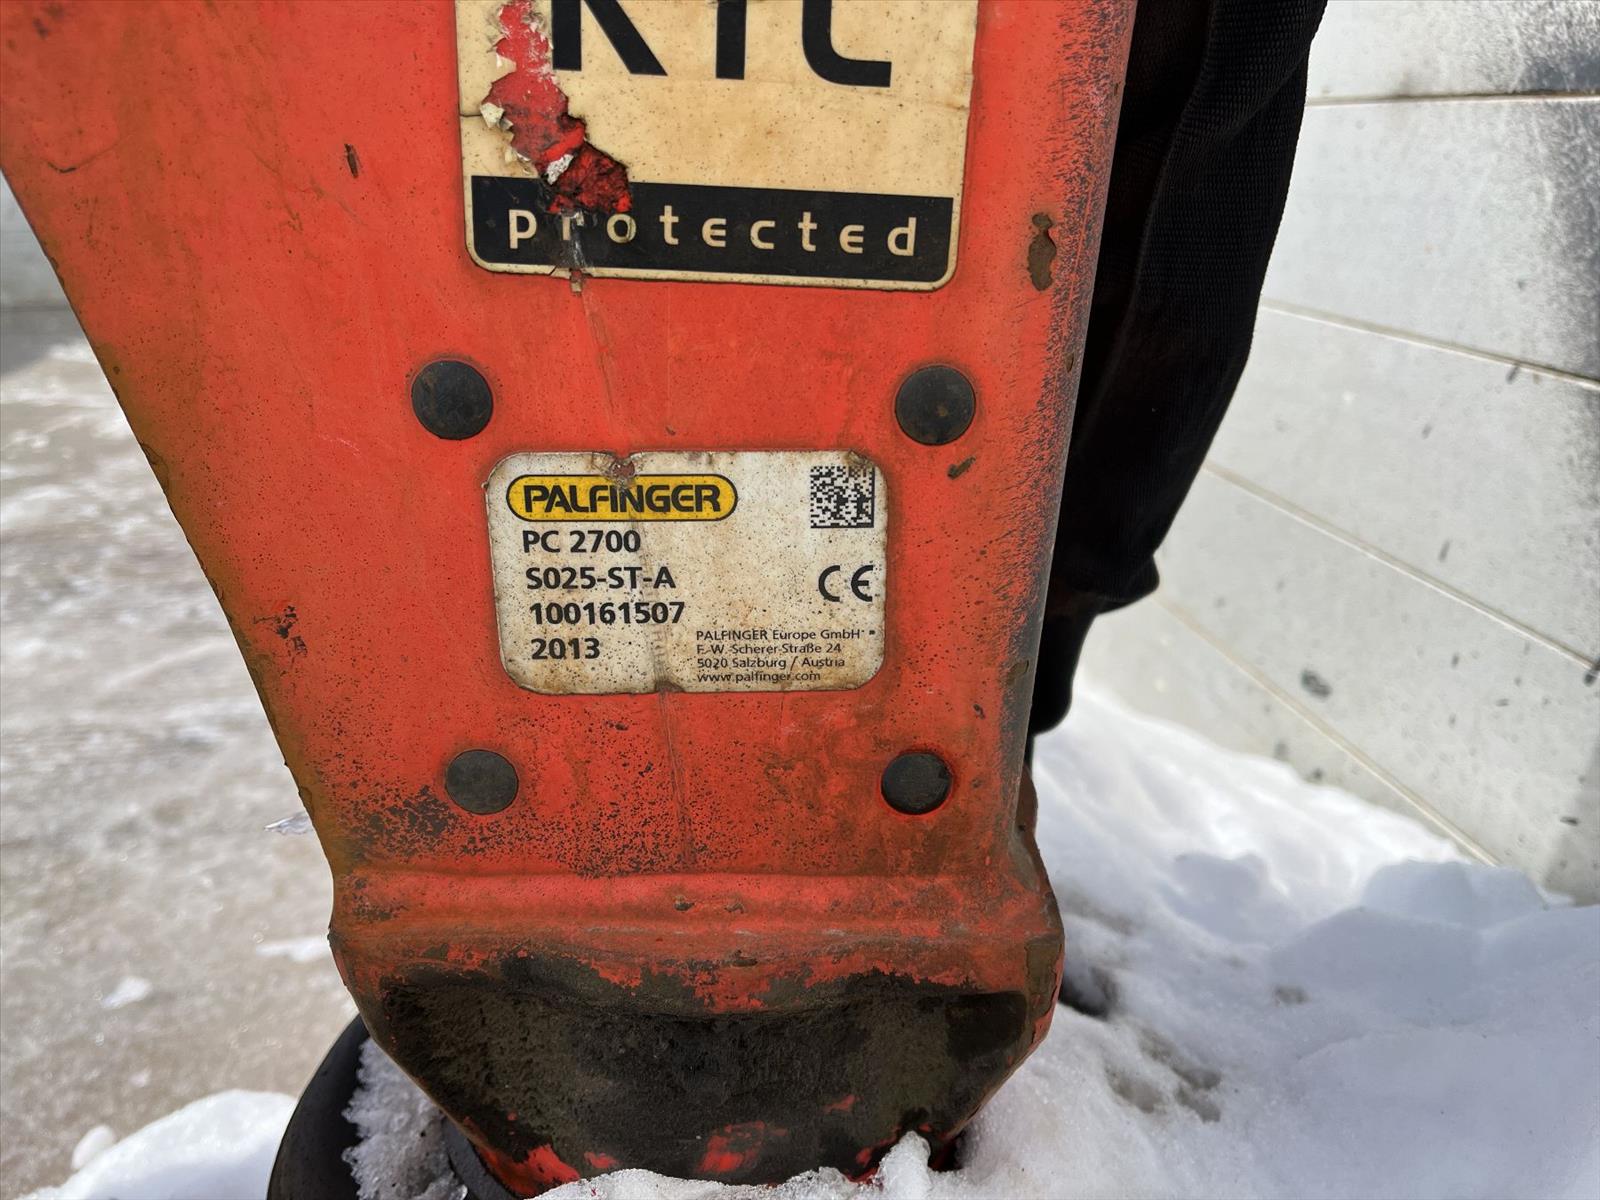 protected
PALFINGER
PC 2700
S025-ST-A
100161507
2013
CE
PALFINGER Europe GmbH
F.-W.-Scherer-Straße 24
5020 Salzburg / Austria
www.palfinger.com